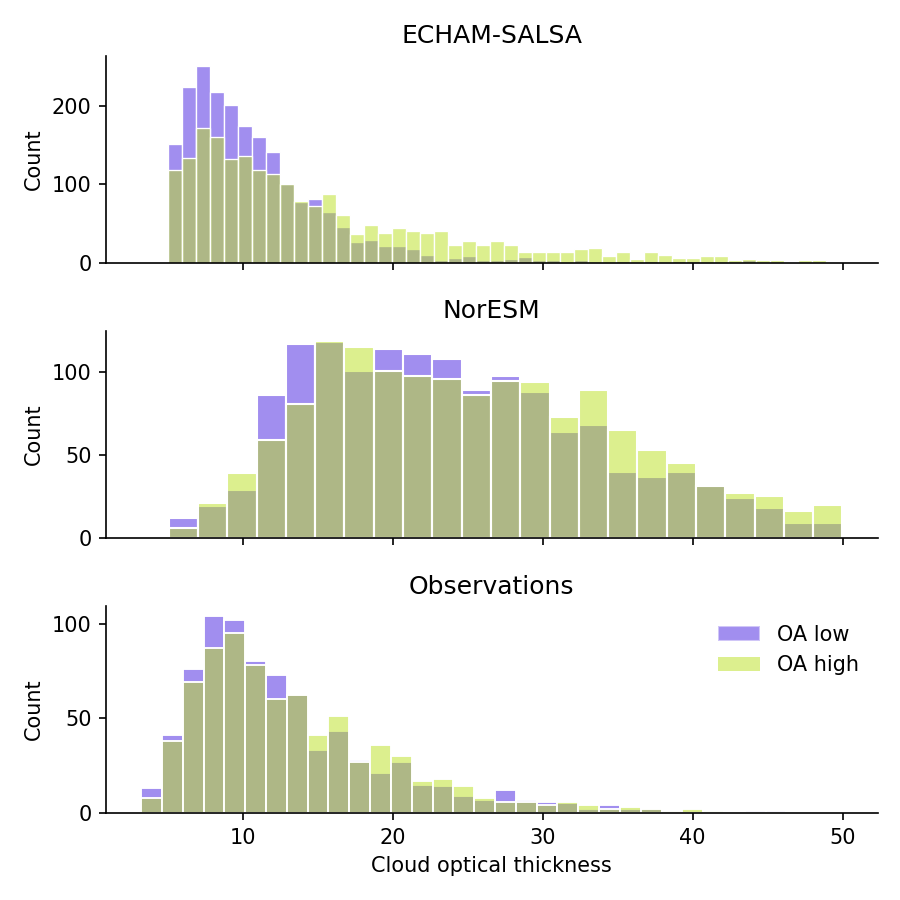 ECHAM-SALSA
Count
200
100
0
NorESM
Count
100
50
0
Observations
Count
100
50
0
OA low
OA high
10 20 30 40 50
Cloud optical thickness